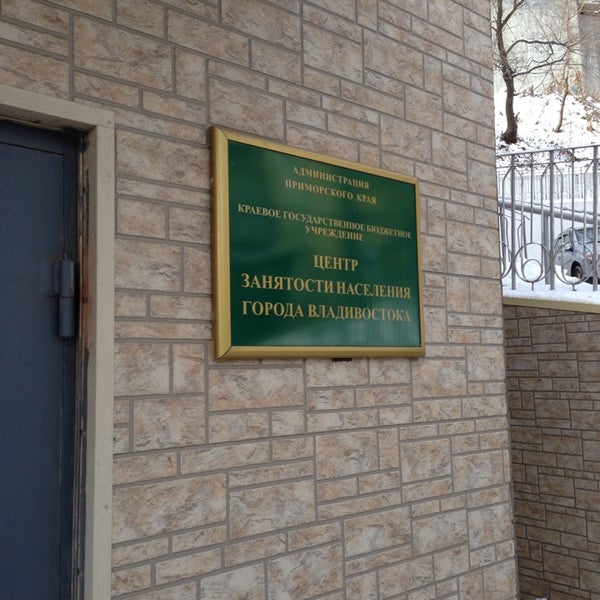 АДМИНИСТРАЦИЯ
ПРИМОРСКОГО КРАЯ
КРАЕВОЕ ГОСУДАРСТВЕННОЕ БЮДЖЕТНОЕ
УЧРЕЖДЕНИЕ
ЦЕНТР
ЗАНЯТОСТИ НАСЕЛЕНИЯ
ГОРОДА ВЛАДИВОСТОКА